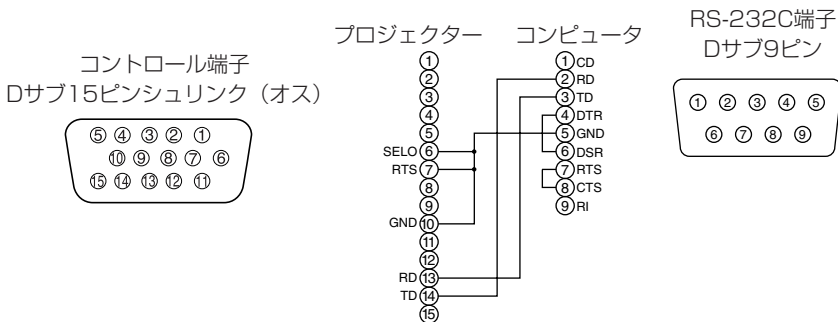 コントロール端子
Dサブ15ピンシュリンク（オス）
⑤ ④ ③ ② ①
⑩ ⑨ ⑧ ⑦ ⑥
⑮ ⑭ ⑬ ⑫ ⑪
プロジェクター
①
②
③
④
⑤
SELO ⑥
RTS ⑦
⑧
⑨
GND ⑩
⑪
⑫
RD ⑬
TD ⑭
⑮
コンピュータ
① CD
② RD
③ TD
④ DTR
⑤ GND
⑥ DSR
⑦ RTS
⑧ CTS
⑨ RI
RS-232C端子
Dサブ9ピン
① ② ③ ④ ⑤
⑥ ⑦ ⑧ ⑨